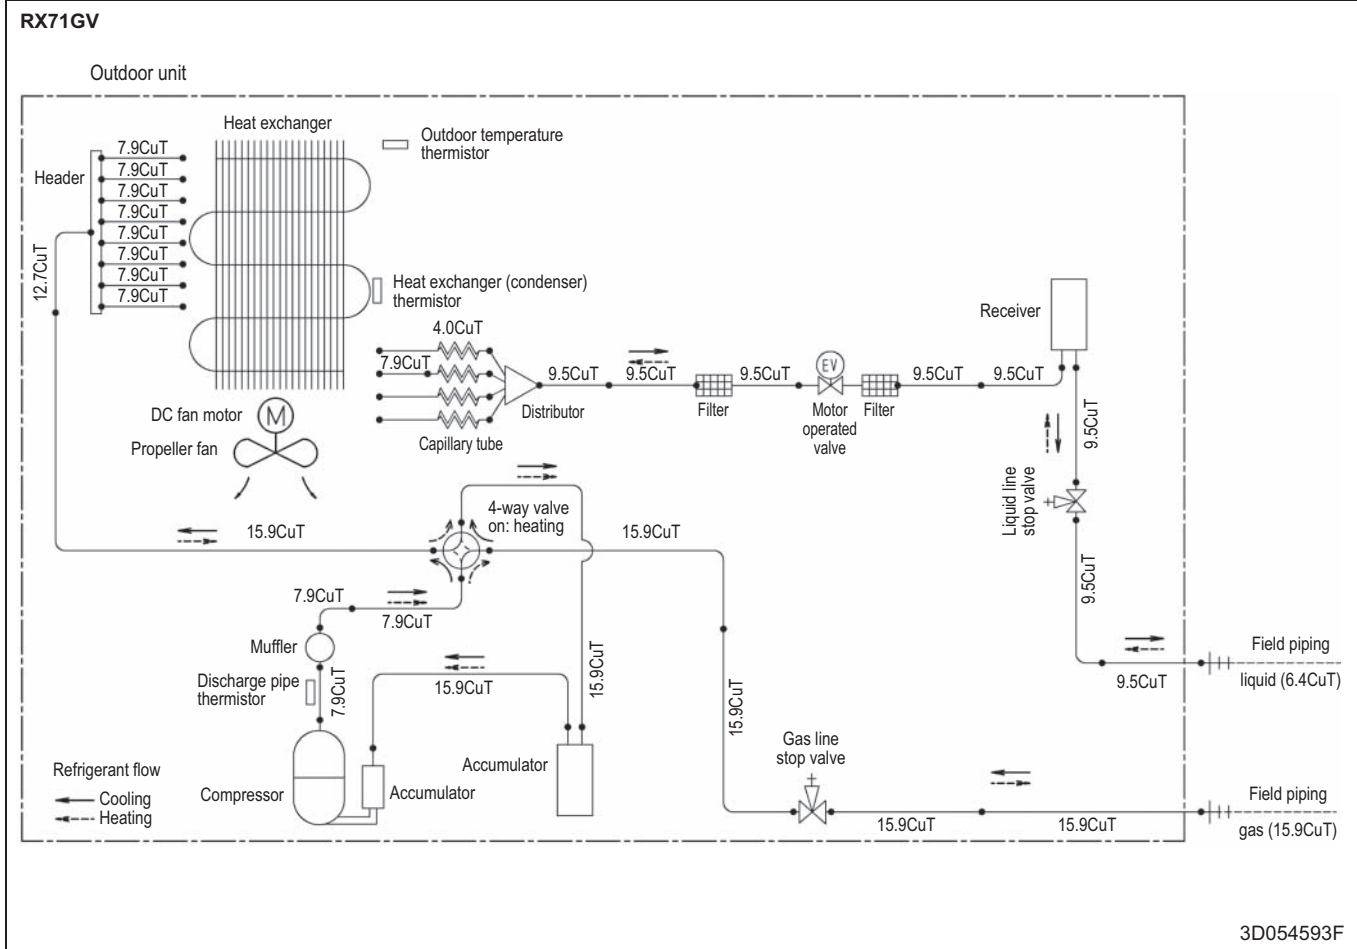 RX71GV
Outdoor unit
Heat exchanger
Outdoor temperature
thermistor
Header
7.9CuT
7.9CuT
7.9CuT
7.9CuT
7.9CuT
7.9CuT
7.9CuT
7.9CuT
12.7CuT
Heat exchanger (condenser)
thermistor
Receiver
4.0CuT
7.9CuT
9.5CuT
9.5CuT
9.5CuT
EV
9.5CuT
9.5CuT
Distributor
Filter
Motor
operated
valve
Filter
Capillary tube
DC fan motor
M
Propeller fan
9.5CuT
Liquid line
stop valve
4-way valve
on: heating
15.9CuT
15.9CuT
9.5CuT
7.9CuT
7.9CuT
Muffler
Discharge pipe
thermistor
7.9CuT
15.9CuT
15.9CuT
15.9CuT
9.5CuT
Field piping
liquid (6.4CuT)
Gas line
stop valve
Refrigerant flow
Cooling
Heating
Compressor
Accumulator
Accumulator
15.9CuT
15.9CuT
Field piping
gas (15.9CuT)
3D054593F